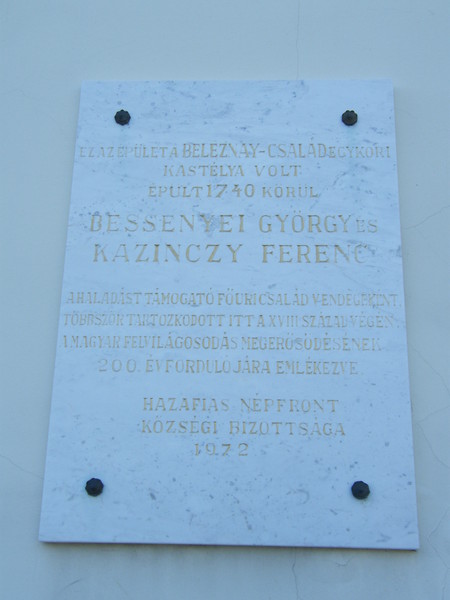 EZ AZ ÉPÜLET A BELEZNAY-CSALÁD EGYKORI
KASTÉLYA VOLT
ÉPÜLT 1740 KÖRÜL
BESSENYEI GYÖRGY ÉS
KAZINCZY FERENC
A HALADÁST TÁMOGATÓ FŐURI CSALÁD VENDÉGEKÉNT
TÖBBSZÖR TARTÓZKODOTT ITT A XVIII SZÁZAD VÉGÉN
A MAGYAR FELVILÁGOSODÁS MEGERŐSÖDÉSÉNEK
200. ÉVFORDULÓJÁRA EMLÉKEZVE
HAZAFIAS NÉPFRONT
KÖZSÉGI BIZOTTSÁGA
1972